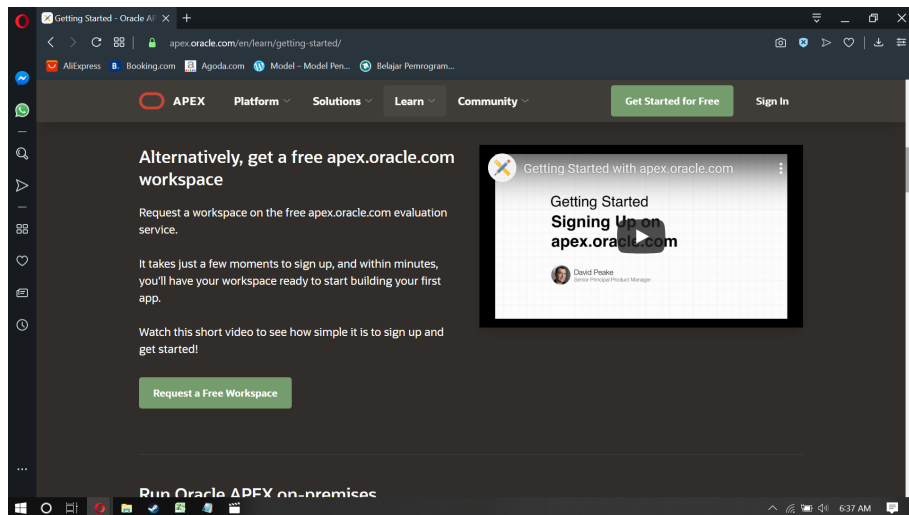 Getting Started - Oracle AP
apex.oracle.com/en/learn/getting-started/
AliExpress
B. Booking.com
a Agoda.com
Model – Model Pen...
Belajar Pemrogram...
APEX
Platform
Solutions
Learn
Community
Get Started for Free
Sign In
Alternatively, get a free apex.oracle.com
workspace
Request a workspace on the free apex.oracle.com evaluation
service.
It takes just a few moments to sign up, and within minutes,
you'll have your workspace ready to start building your first
app.
Watch this short video to see how simple it is to sign up and
get started!
Request a Free Workspace
Getting Started with apex.oracle.com
Getting Started
Signing Up on
apex.oracle.com
David Peake
Senior Principal Product Manager
Run Oracle APEX on-premises
6:37 AM